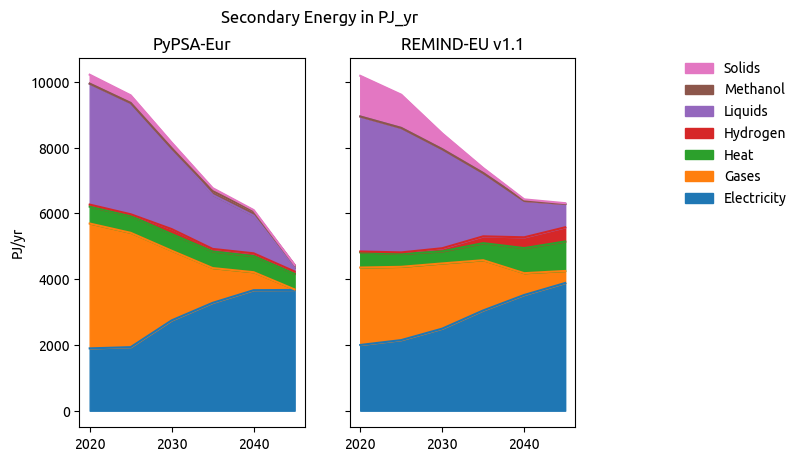 Secondary Energy in PJ_yr
PyPSA-Eur
REMIND-EU v1.1
PJ/yr
10000
8000
6000
4000
2000
0
2020
2030
2040
2020
2030
2040
Solids
Methanol
Liquids
Hydrogen
Heat
Gases
Electricity